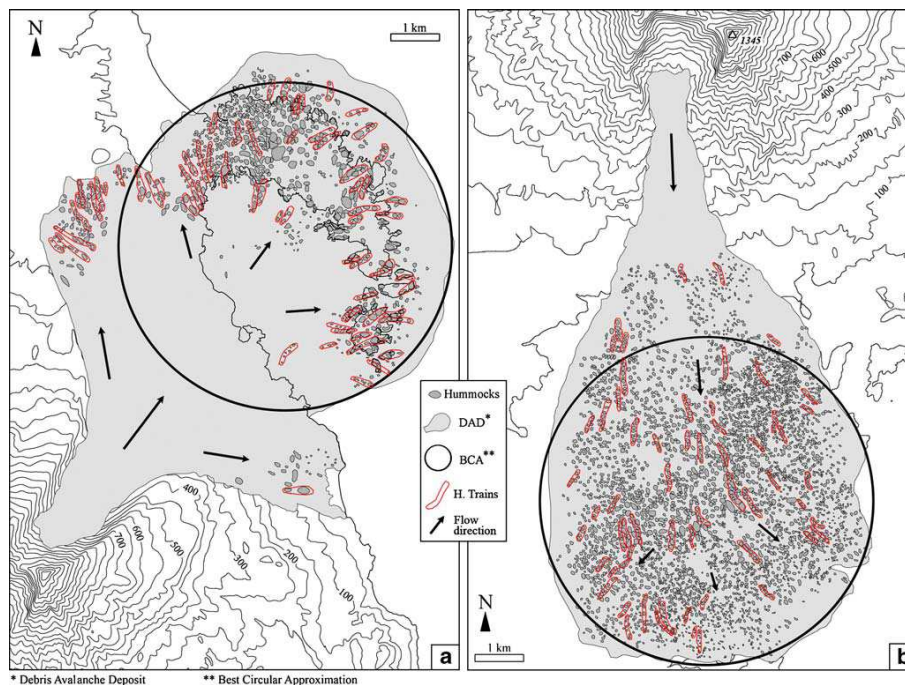 N
1 km
400
600
700
500
200
300
100
a
Hummocks
DAD*
BCA**
H. Trains
Flow
direction
1345
700
600
500
400
300
200
100
N
1 km
b
* Debris Avalanche Deposit ** Best Circular Approximation